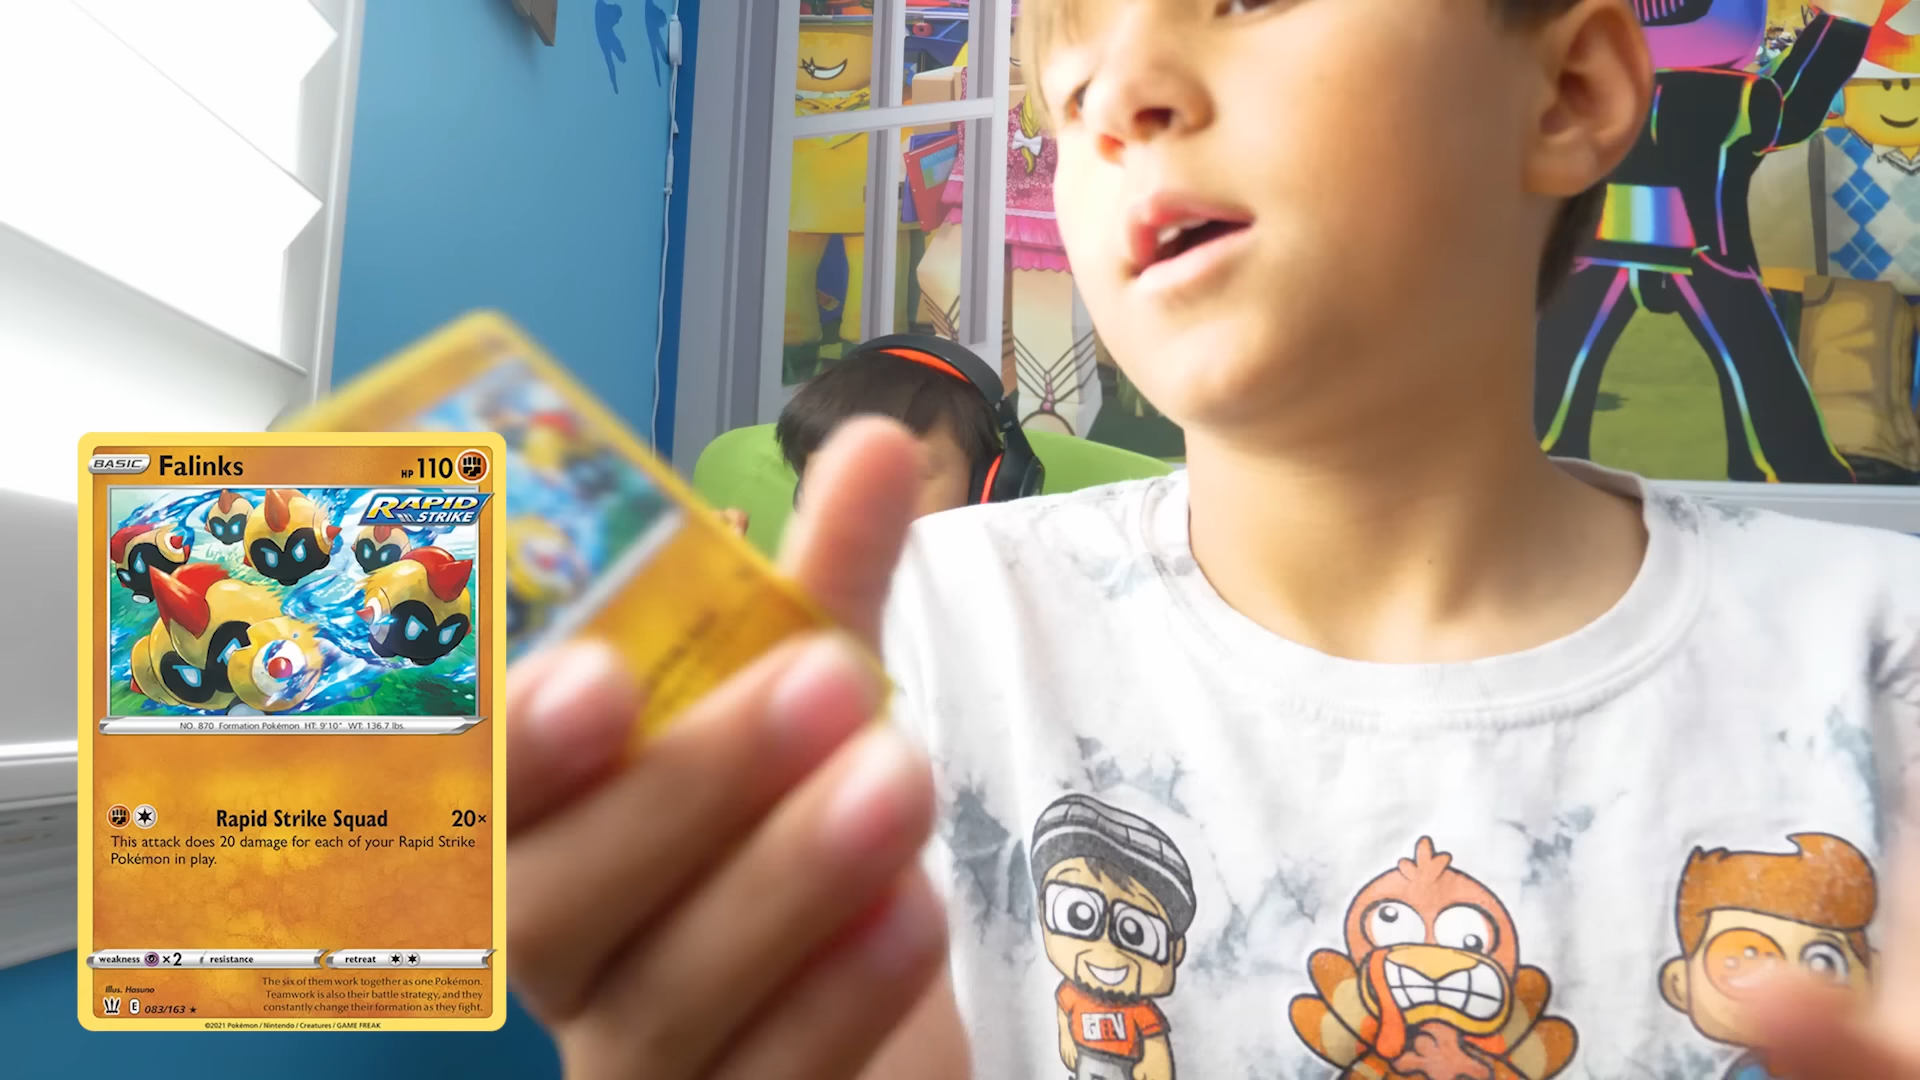 BASIC Falinks HP 110
RAPID
STRIKE
NO. 870 Formation Pokémon HT: 9'10" WT: 136.7 lbs.
Rapid Strike Squad 20×
This attack does 20 damage for each of your Rapid Strike
Pokémon in play.
weakness ×2 resistance retreat
Illus. Hasuno
The six of them work together as one Pokémon.
Teamwork is also their battle strategy, and they
constantly change their formation as they fight.
E 083/163 ★
©2021 Pokémon / Nintendo / Creatures / GAME FREAK